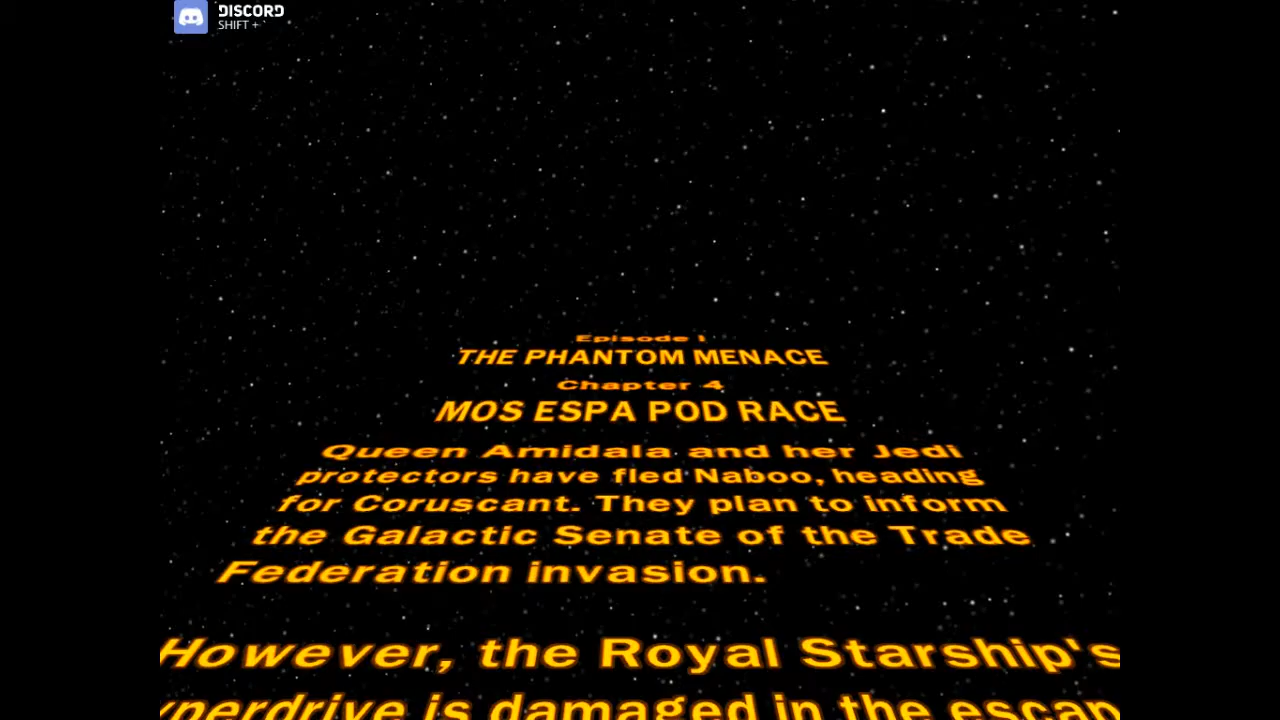 DISCORD
SHIFT + `
Episode I
THE PHANTOM MENACE
Chapter 4
MOS ESPA POD RACE
Queen Amidala and her Jedi
protectors have fled Naboo, heading
for Coruscant. They plan to inform
the Galactic Senate of the Trade
Federation invasion.
However, the Royal Starship's
yperdrive is damaged in the escap